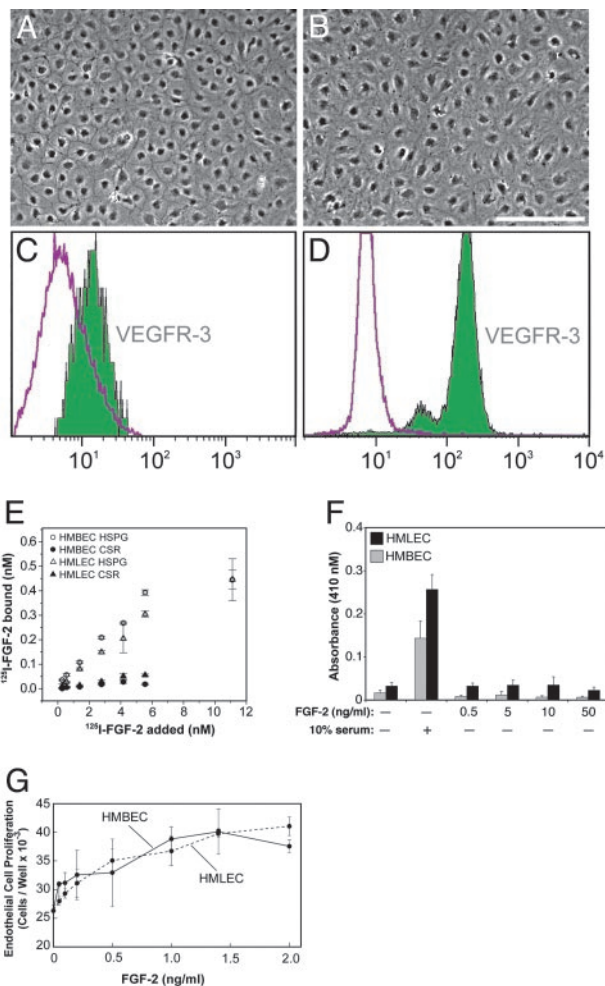 A
B
C
VEGFR-3
10¹ 10² 10³
D
VEGFR-3
10¹ 10² 10³ 10⁴
E
HMBEC HSPG
HMBEC CSR
HMLEC HSPG
HMLEC CSR
¹²⁵I-FGF-2 bound (nM)
0.6
0.5
0.4
0.3
0.2
0.1
0.0
0 2 4 6 8 10 12
¹²⁵I-FGF-2 added (nM)
F
HMLEC
HMBEC
Absorbance (410 nM)
0.4
0.3
0.2
0.1
0
FGF-2 (ng/ml): — — 0.5 5 10 50
10% serum: — + — — — —
G
Endothelial Cell Proliferation
(Cells / Well x 10⁻³)
45
40
35
30
25
20
HMBEC
HMLEC
0 0.5 1.0 1.5 2.0
FGF-2 (ng/ml)